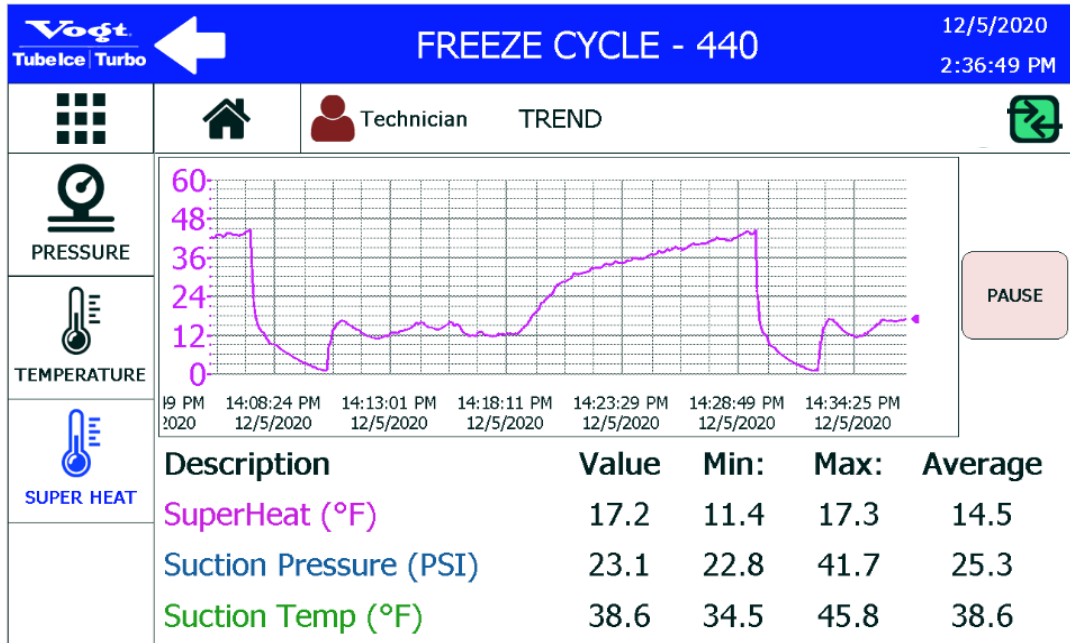 Vogt
TubeIce | Turbo
FREEZE CYCLE - 440
12/5/2020
2:36:49 PM
Technician
TREND
PRESSURE
TEMPERATURE
SUPER HEAT
60
48
36
24
12
0
PAUSE
19 PM 14:08:24 PM 14:13:01 PM 14:18:11 PM 14:23:29 PM 14:28:49 PM 14:34:25 PM
2020 12/5/2020 12/5/2020 12/5/2020 12/5/2020 12/5/2020 12/5/2020
Description Value Min: Max: Average
SuperHeat (°F) 17.2 11.4 17.3 14.5
Suction Pressure (PSI) 23.1 22.8 41.7 25.3
Suction Temp (°F) 38.6 34.5 45.8 38.6